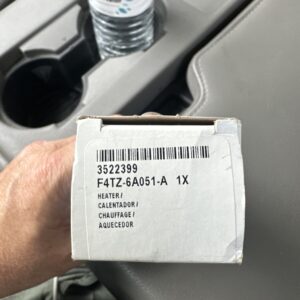 3522399
F4TZ-6A051-A 1X
HEATER/
CALENTADOR/
CHAUFFAGE/
AQUECEDOR